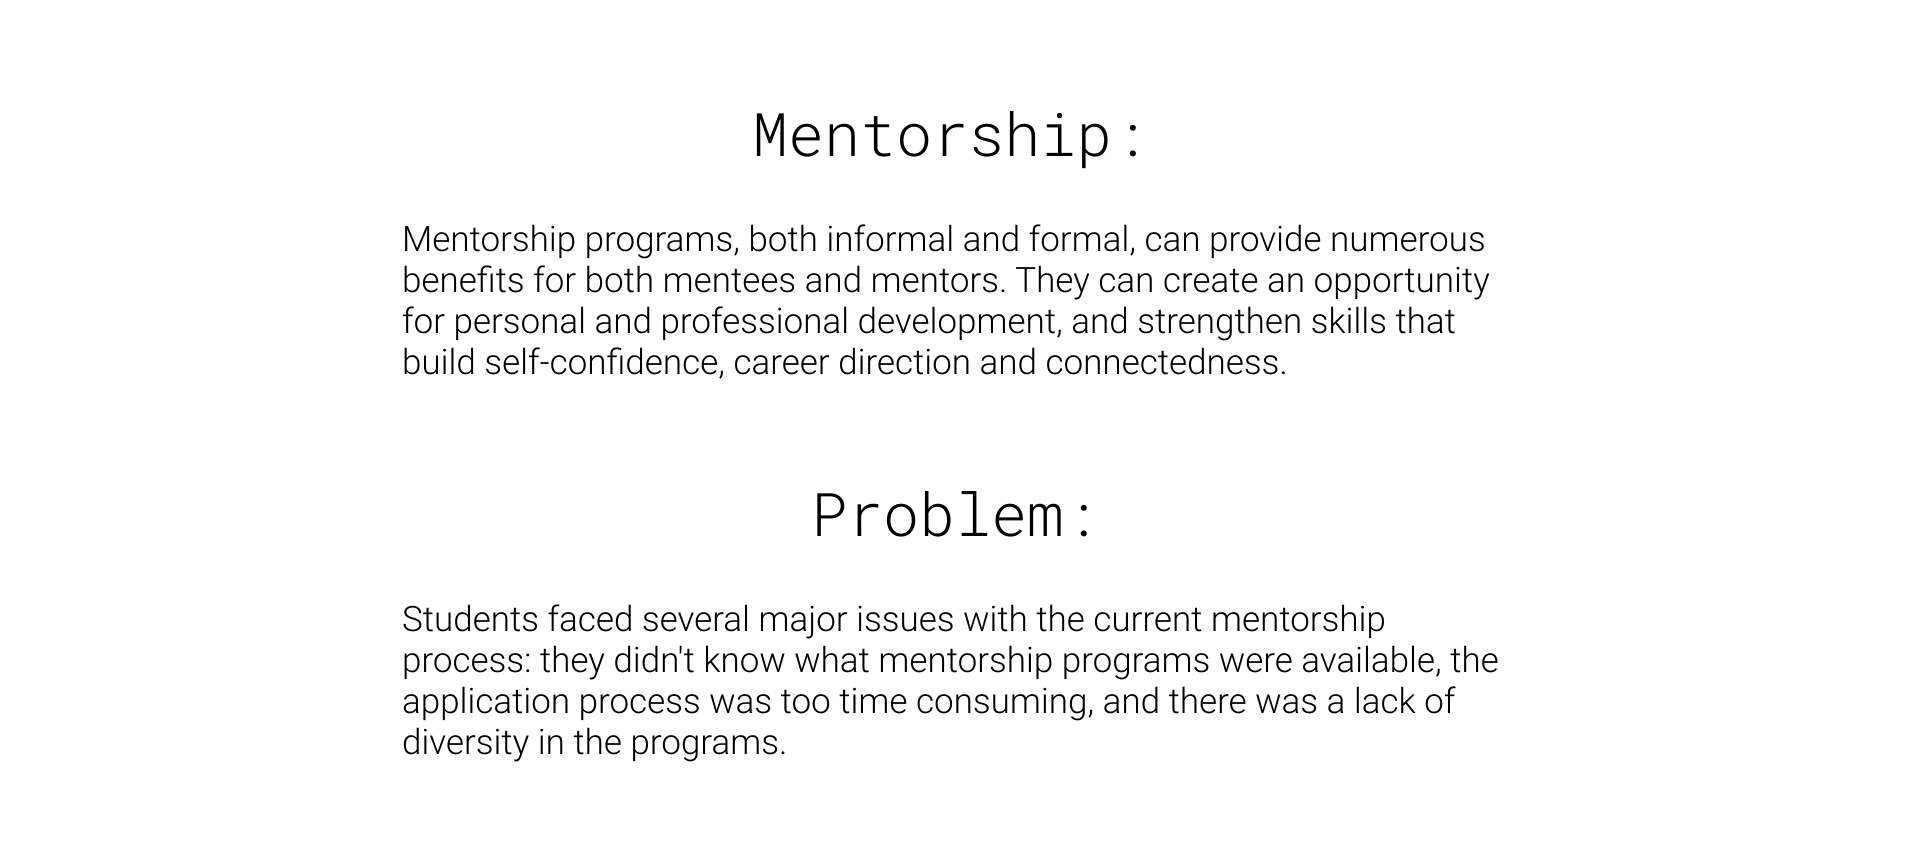 Mentorship:
Mentorship programs, both informal and formal, can provide numerous
benefits for both mentees and mentors. They can create an opportunity
for personal and professional development, and strengthen skills that
build self-confidence, career direction and connectedness.
Problem:
Students faced several major issues with the current mentorship
process: they didn't know what mentorship programs were available, the
application process was too time consuming, and there was a lack of
diversity in the programs.